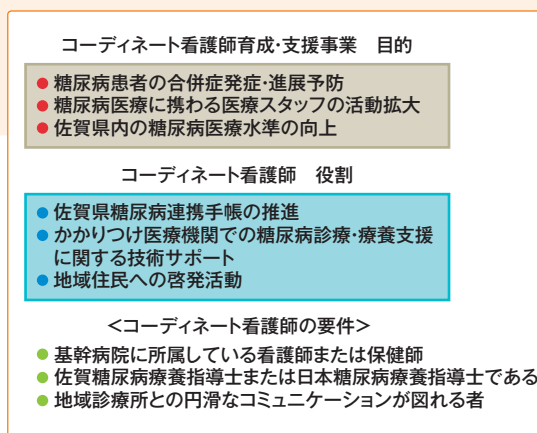 コーディネート看護師育成・支援事業　目的
● 糖尿病患者の合併症発症・進展予防
● 糖尿病医療に携わる医療スタッフの活動拡大
● 佐賀県内の糖尿病医療水準の向上
コーディネート看護師　役割
● 佐賀県糖尿病連携手帳の推進
● かかりつけ医療機関での糖尿病診療・療養支援
に関する技術サポート
● 地域住民への啓発活動
＜コーディネート看護師の要件＞
● 基幹病院に所属している看護師または保健師
● 佐賀糖尿病療養指導士または日本糖尿病療養指導士である
● 地域診療所との円滑なコミュニケーションが図れる者